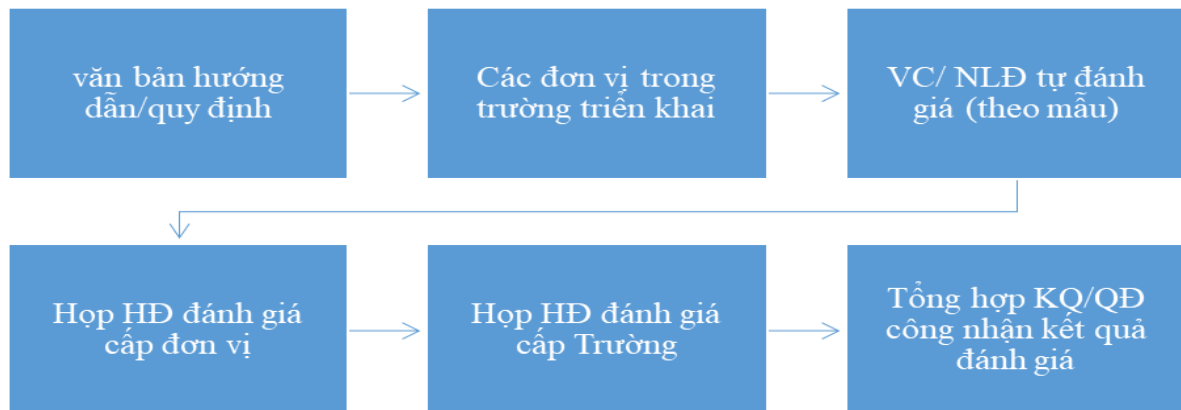 văn bản hướng
dẫn/quy định
Các đơn vị trong
trường triển khai
VC/ NLĐ tự đánh
giá (theo mẫu)
Họp HĐ đánh giá
cấp đơn vị
Họp HĐ đánh giá
cấp Trường
Tổng hợp KQ/QĐ
công nhận kết quả
đánh giá